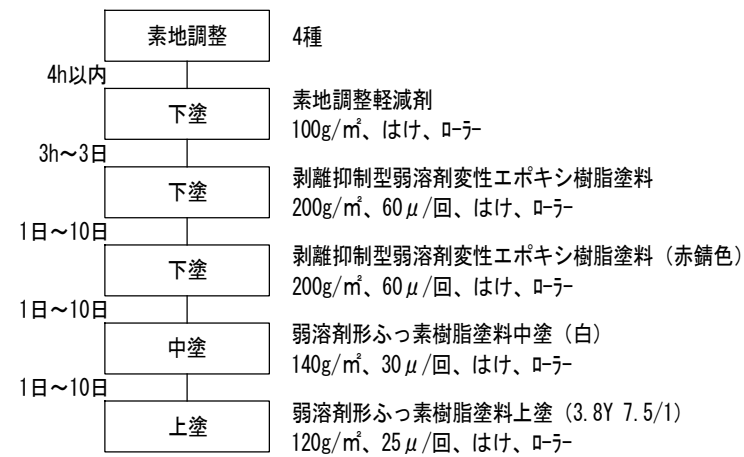 素地調整 4種
4h以内
下塗 素地調整軽減剤
100g/㎡、はけ、ﾛｰﾗｰ
3h～3日
下塗 剥離抑制型弱溶剤変性エポキシ樹脂塗料
200g/㎡、60μ/回、はけ、ﾛｰﾗｰ
1日～10日
下塗 剥離抑制型弱溶剤変性エポキシ樹脂塗料（赤錆色）
200g/㎡、60μ/回、はけ、ﾛｰﾗｰ
1日～10日
中塗 弱溶剤形ふっ素樹脂塗料中塗（白）
140g/㎡、30μ/回、はけ、ﾛｰﾗｰ
1日～10日
上塗 弱溶剤形ふっ素樹脂塗料上塗（3.8Y 7.5/1）
120g/㎡、25μ/回、はけ、ﾛｰﾗｰ